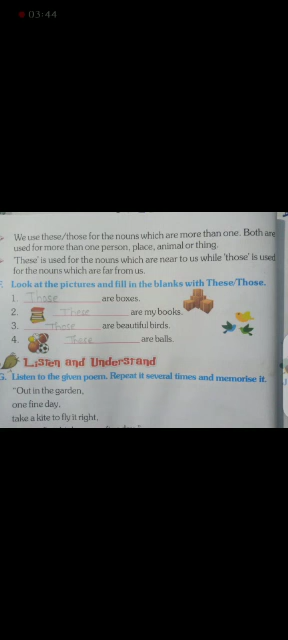 03:44
We use these/those for the nouns which are more than one. Both are
used for more than one person, place, animal or thing.
'These' is used for the nouns which are near to us while 'those' is used
for the nouns which are far from us.
F. Look at the pictures and fill in the blanks with These/Those.
1. Those are boxes.
2. These are my books.
3. Those are beautiful birds.
4. These are balls.
Listen and Understand
G. Listen to the given poem. Repeat it several times and memorise it.
"Out in the garden,
one fine day,
take a kite to fly it right,